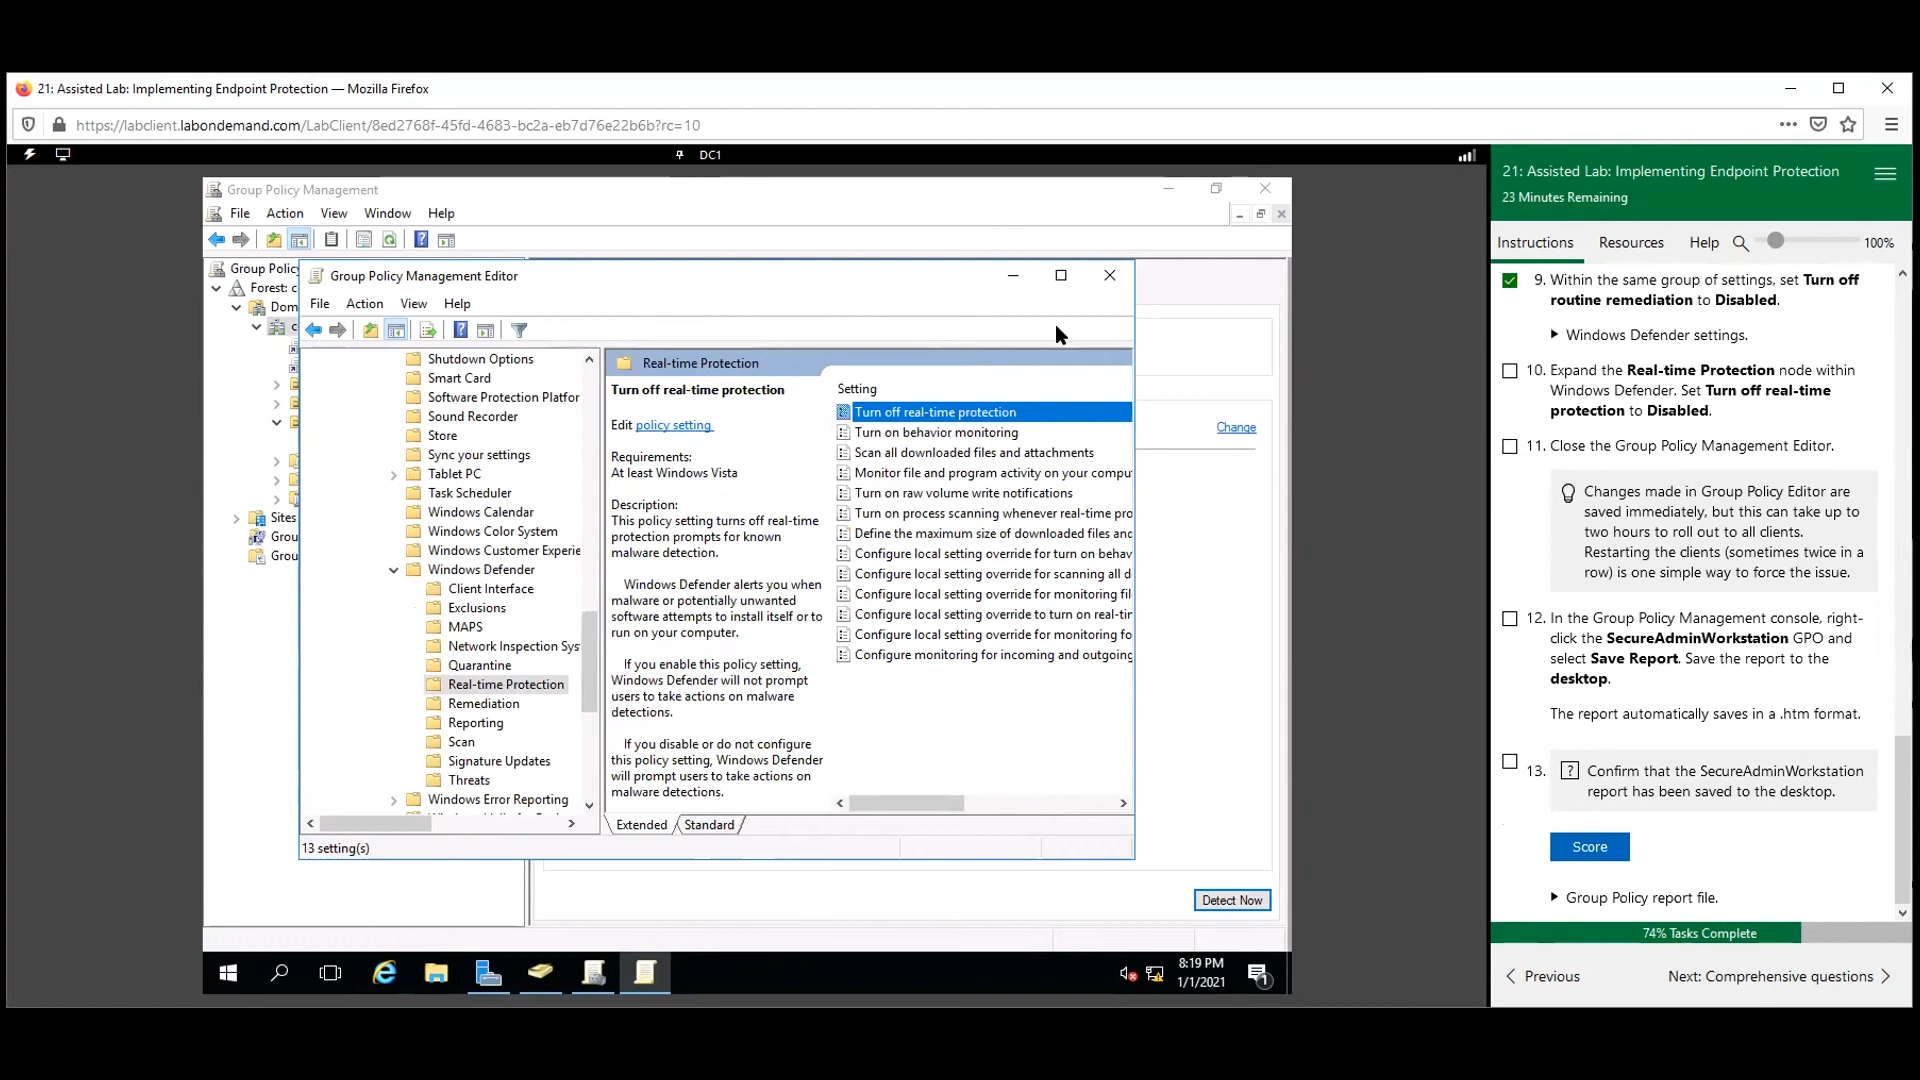 21: Assisted Lab: Implementing Endpoint Protection — Mozilla Firefox
https://labclient.labondemand.com/LabClient/8ed2768f-45fd-4683-bc2a-eb7d76e22b6b?rc=10
DC1
Group Policy Management
File Action View Window Help
Group Policy
Forest: c
Dom
c
Sites
Grou
Grou
Change
Detect Now
Group Policy Management Editor
File Action View Help
Shutdown Options
Smart Card
Software Protection Platfor
Sound Recorder
Store
Sync your settings
Tablet PC
Task Scheduler
Windows Calendar
Windows Color System
Windows Customer Experie
Windows Defender
Client Interface
Exclusions
MAPS
Network Inspection Sys
Quarantine
Real-time Protection
Remediation
Reporting
Scan
Signature Updates
Threats
Windows Error Reporting
Real-time Protection
Turn off real-time protection
Edit policy setting
Requirements:
At least Windows Vista
Description:
This policy setting turns off real-time
protection prompts for known
malware detection.
Windows Defender alerts you when
malware or potentially unwanted
software attempts to install itself or to
run on your computer.
If you enable this policy setting,
Windows Defender will not prompt
users to take actions on malware
detections.
If you disable or do not configure
this policy setting, Windows Defender
will prompt users to take actions on
malware detections.
Setting
Turn off real-time protection
Turn on behavior monitoring
Scan all downloaded files and attachments
Monitor file and program activity on your compu
Turn on raw volume write notifications
Turn on process scanning whenever real-time pro
Define the maximum size of downloaded files and
Configure local setting override for turn on behav
Configure local setting override for scanning all d
Configure local setting override for monitoring fil
Configure local setting override to turn on real-tir
Configure local setting override for monitoring fo
Configure monitoring for incoming and outgoing
Extended Standard
13 setting(s)
8:19 PM
1/1/2021
1
21: Assisted Lab: Implementing Endpoint Protection
23 Minutes Remaining
Instructions Resources Help 100%
9. Within the same group of settings, set Turn off
routine remediation to Disabled.
Windows Defender settings.
10. Expand the Real-time Protection node within
Windows Defender. Set Turn off real-time
protection to Disabled.
11. Close the Group Policy Management Editor.
Changes made in Group Policy Editor are
saved immediately, but this can take up to
two hours to roll out to all clients.
Restarting the clients (sometimes twice in a
row) is one simple way to force the issue.
12. In the Group Policy Management console, right-
click the SecureAdminWorkstation GPO and
select Save Report. Save the report to the
desktop.
The report automatically saves in a .htm format.
13. ? Confirm that the SecureAdminWorkstation
report has been saved to the desktop.
Score
Group Policy report file.
74% Tasks Complete
Previous Next: Comprehensive questions